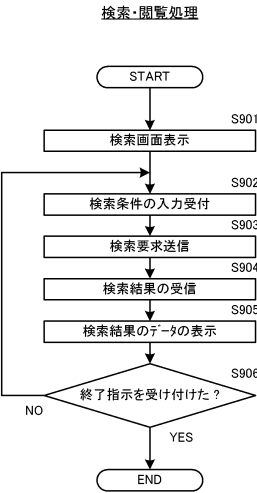 検索・閲覧処理
START
S901
検索画面表示
S902
検索条件の入力受付
S903
検索要求送信
S904
検索結果の受信
S905
検索結果のﾃﾞｰﾀの表示
S906
終了指示を受け付けた？
NO
YES
END